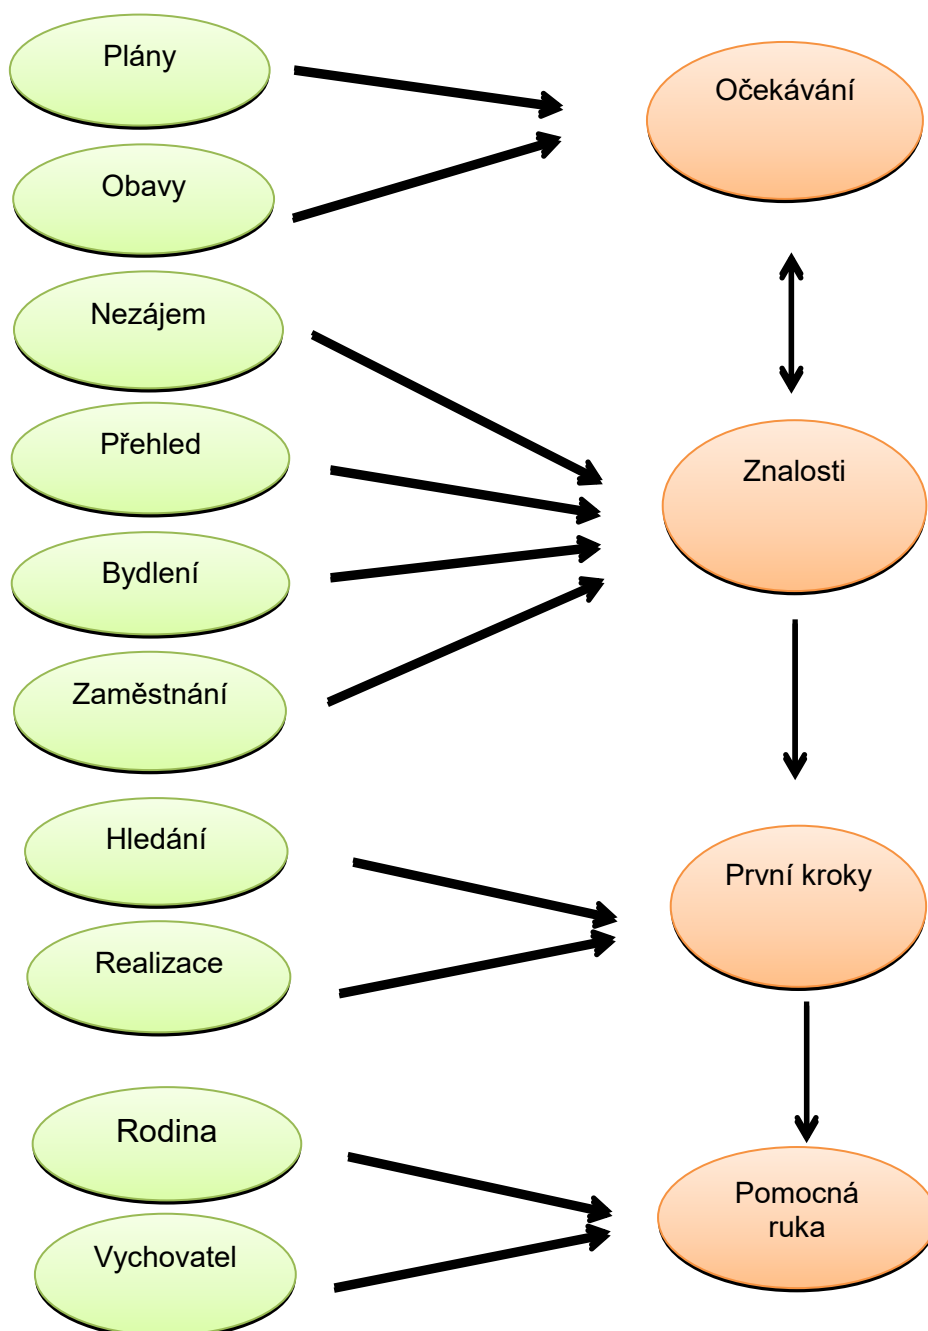 Plány
Očekávání
Obavy
Nezájem
Přehled
Znalosti
Bydlení
Zaměstnání
Hledání
První kroky
Realizace
Rodina
Pomocná
ruka
Vychovatel